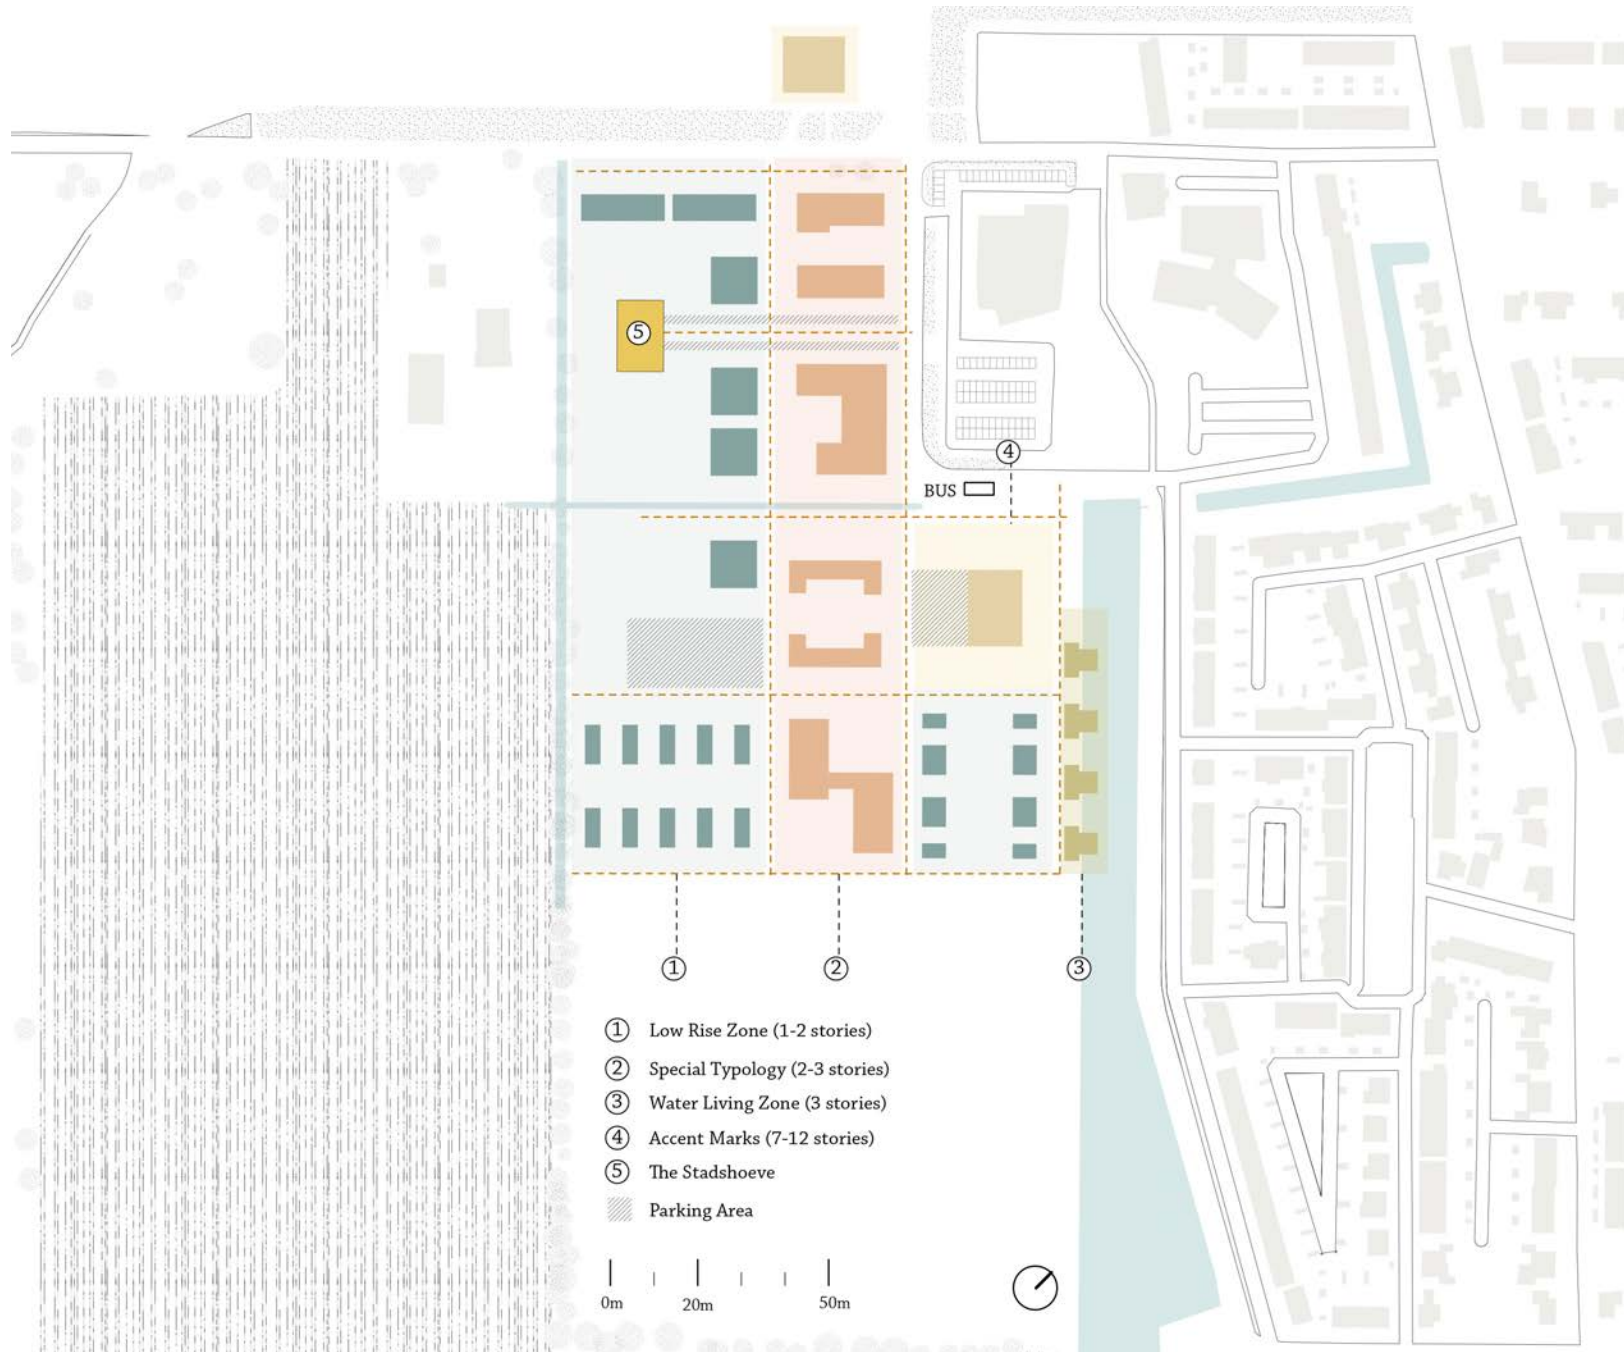 5
4
BUS
1
2
3
1 Low Rise Zone (1-2 stories)
2 Special Typology (2-3 stories)
3 Water Living Zone (3 stories)
4 Accent Marks (7-12 stories)
5 The Stadshoeve
Parking Area
0m 20m 50m